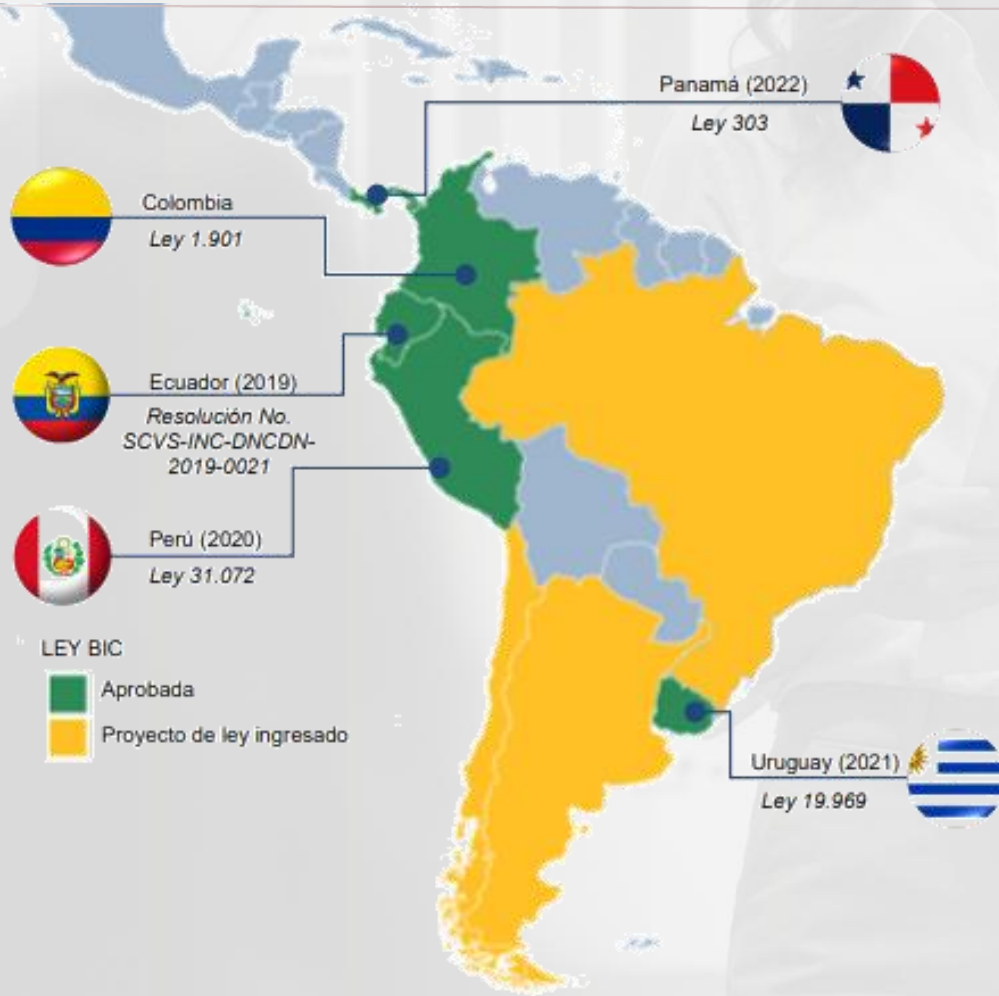 Panamá (2022)
Ley 303
Colombia
Ley 1.901
Ecuador (2019)
Resolución No.
SCVS-INC-DNCDN-
2019-0021
Perú (2020)
Ley 31.072
LEY BIC
Aprobada
Proyecto de ley ingresado
Uruguay (2021)
Ley 19.969